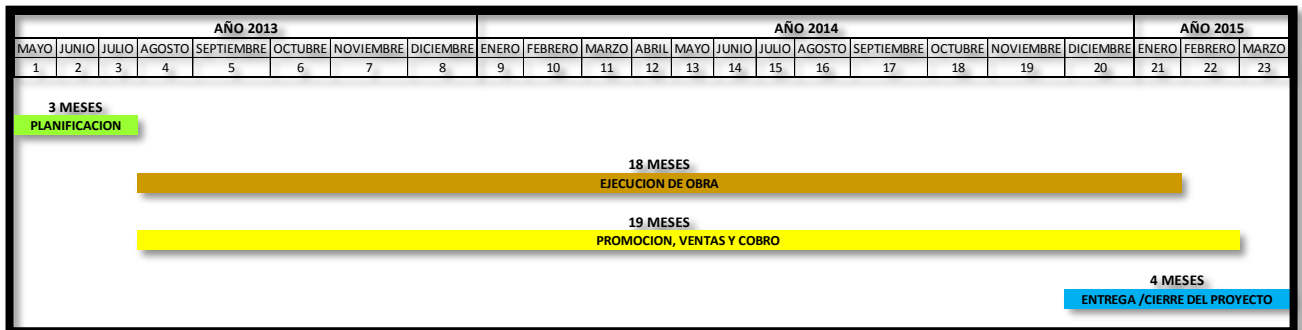 AÑO 2013 AÑO 2014 AÑO 2015
MAYO JUNIO JULIO AGOSTO SEPTIEMBRE OCTUBRE NOVIEMBRE DICIEMBRE ENERO FEBRERO MARZO ABRIL MAYO JUNIO JULIO AGOSTO SEPTIEMBRE OCTUBRE NOVIEMBRE DICIEMBRE ENERO FEBRERO MARZO
1 2 3 4 5 6 7 8 9 10 11 12 13 14 15 16 17 18 19 20 21 22 23
3 MESES
PLANIFICACION
18 MESES
EJECUCION DE OBRA
19 MESES
PROMOCION, VENTAS Y COBRO
4 MESES
ENTREGA /CIERRE DEL PROYECTO